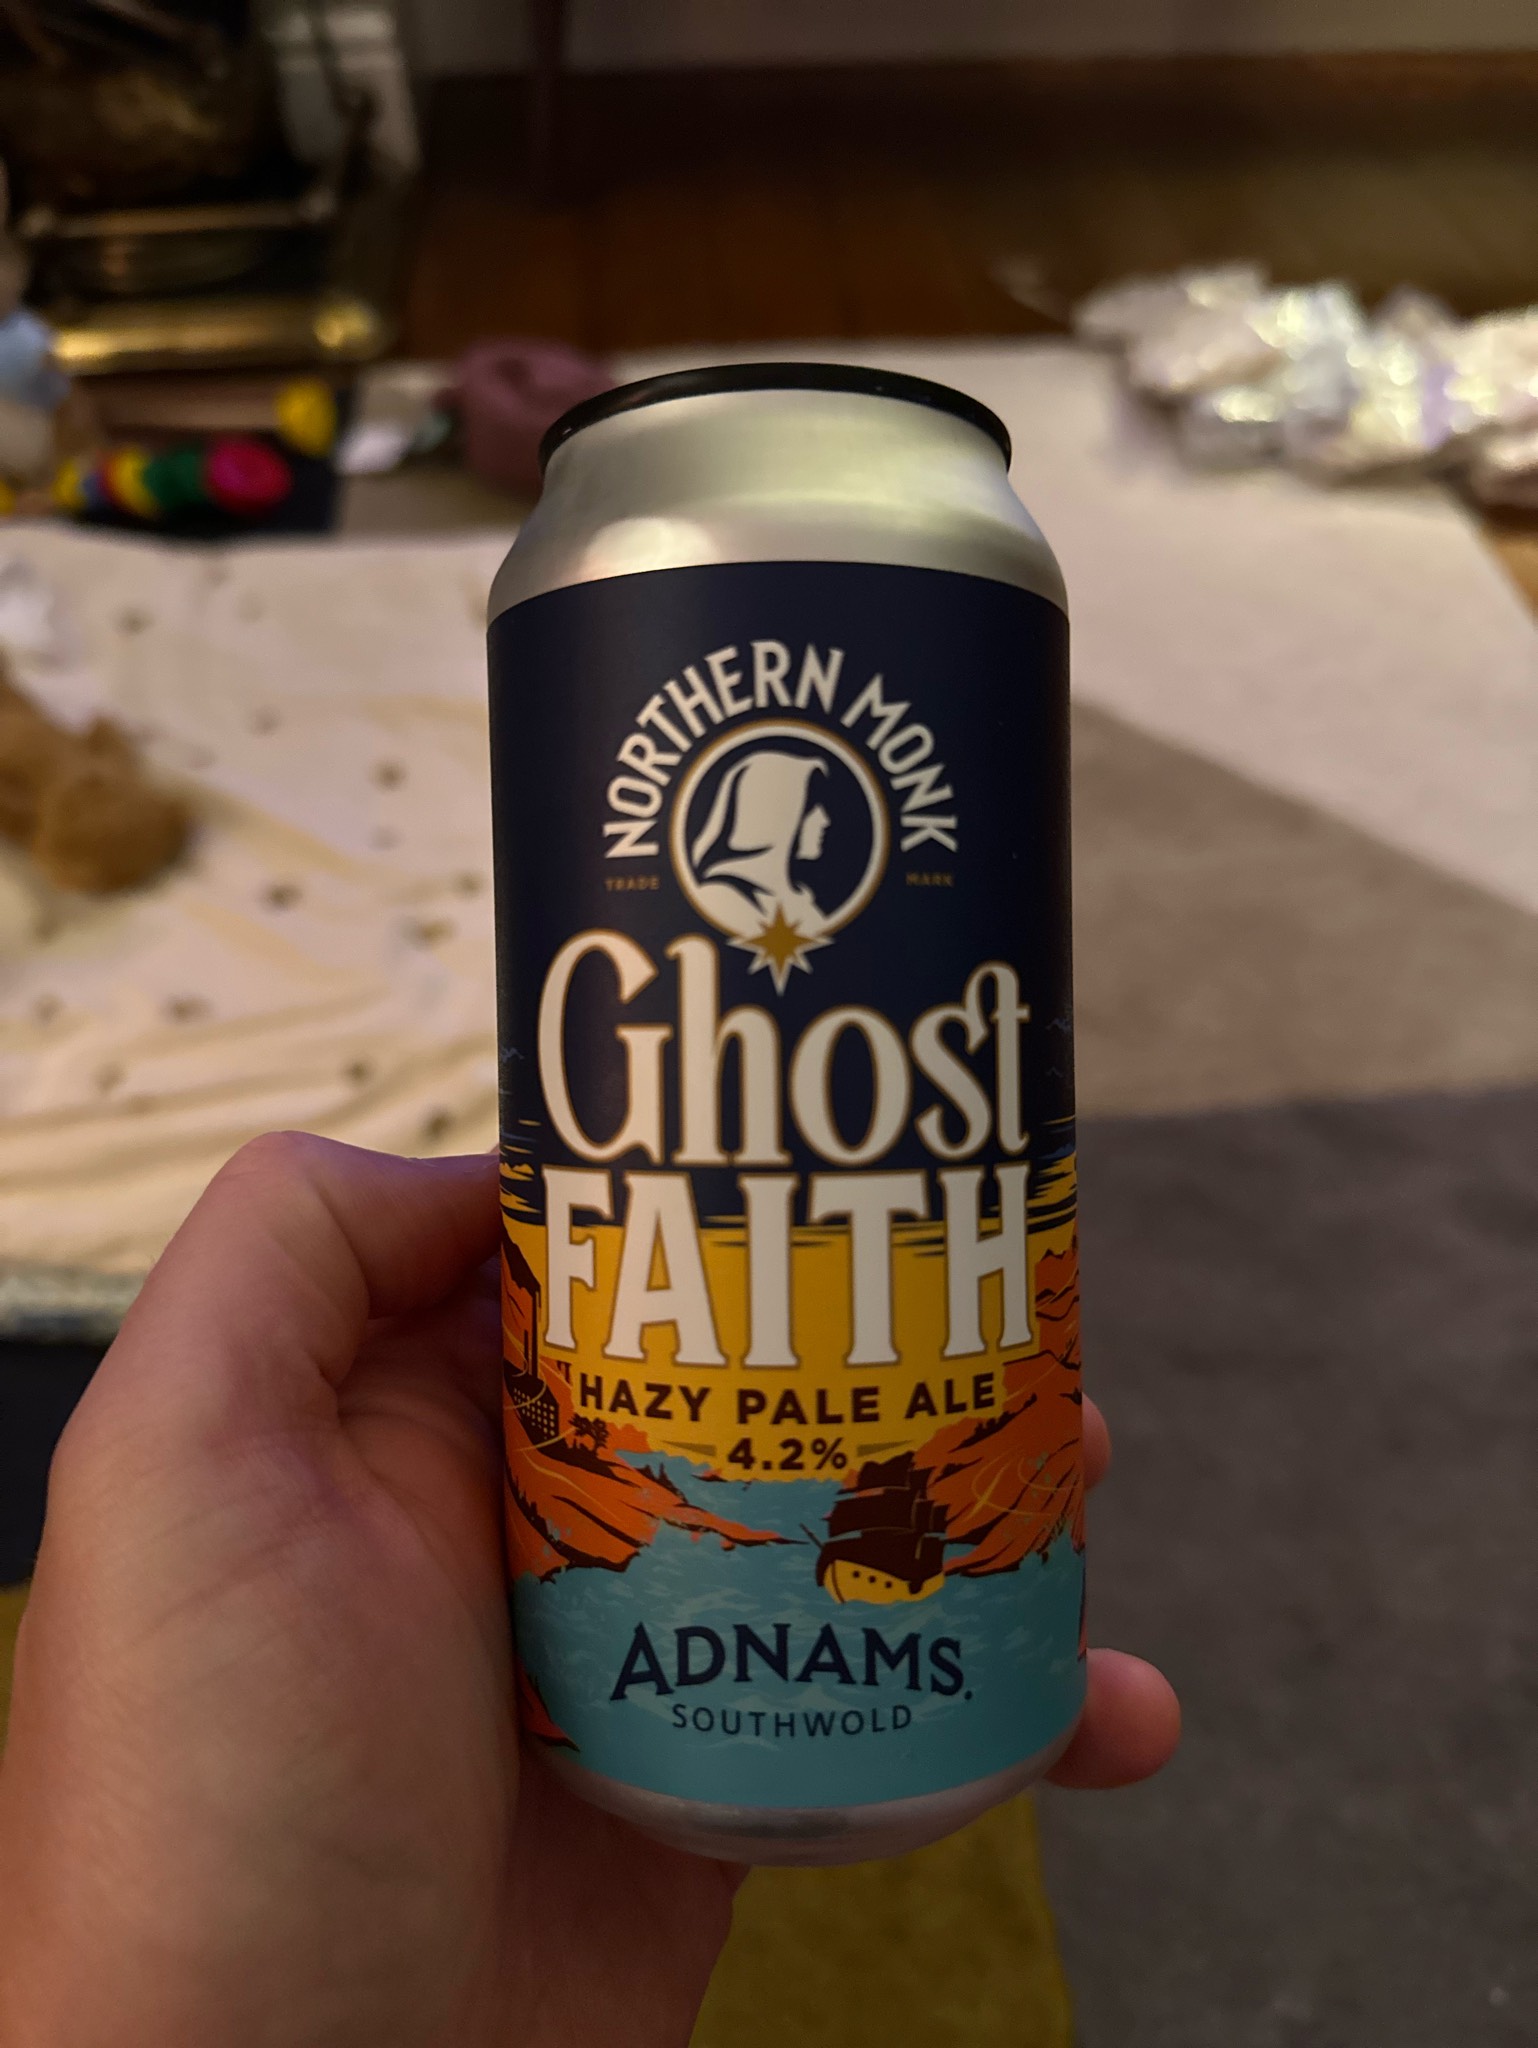 NORTHERN MONK
TRADE MARK
Ghost
FAITH
HAZY PALE ALE
4.2%
ADNAMS.
SOUTHWOLD